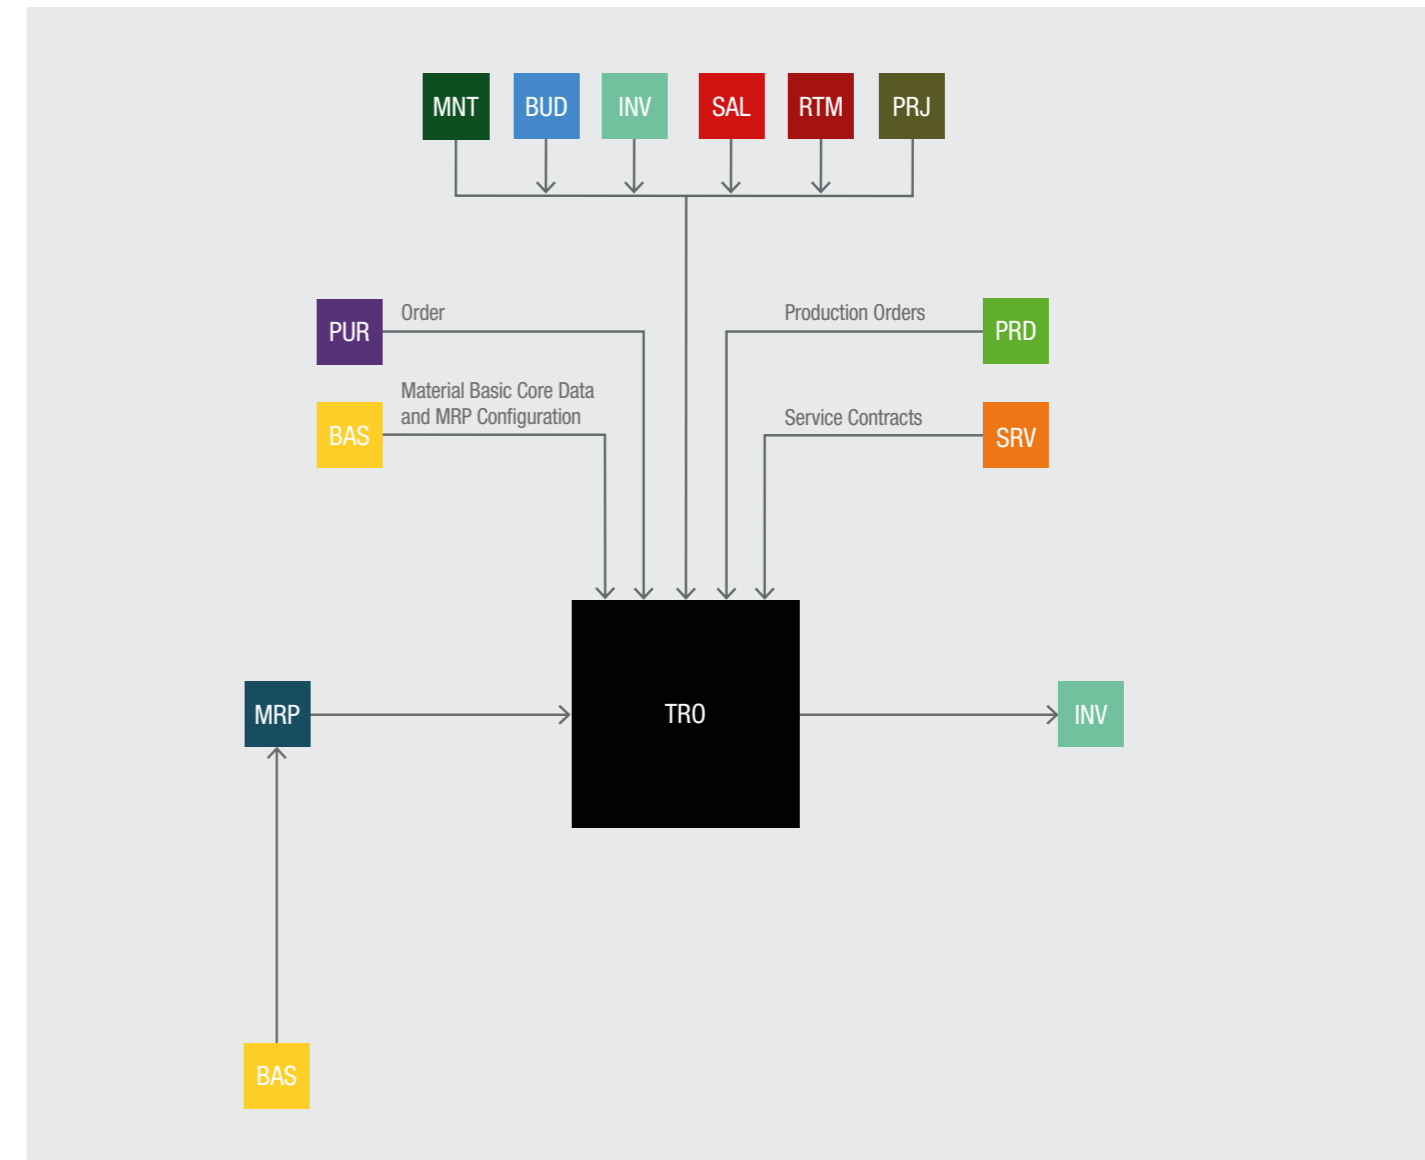 MNT
BUD
INV
SAL
RTM
PRJ
PUR
Order
Production Orders
PRD
BAS
Material Basic Core Data
and MRP Configuration
Service Contracts
SRV
MRP
TRO
INV
BAS